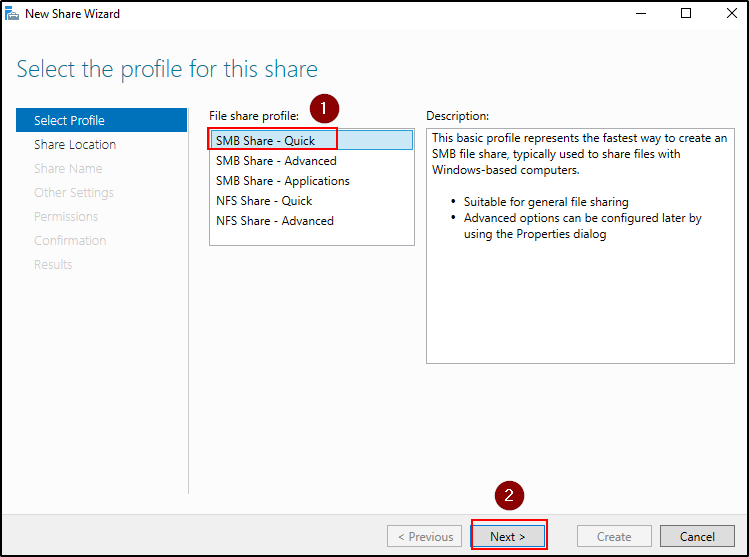 New Share Wizard
Select the profile for this share
Select Profile
Share Location
Share Name
Other Settings
Permissions
Confirmation
Results
File share profile:
1
SMB Share - Quick
SMB Share - Advanced
SMB Share - Applications
NFS Share - Quick
NFS Share - Advanced
Description:
This basic profile represents the fastest way to create an
SMB file share, typically used to share files with
Windows-based computers.
• Suitable for general file sharing
• Advanced options can be configured later by
using the Properties dialog
2
< Previous
Next >
Create
Cancel